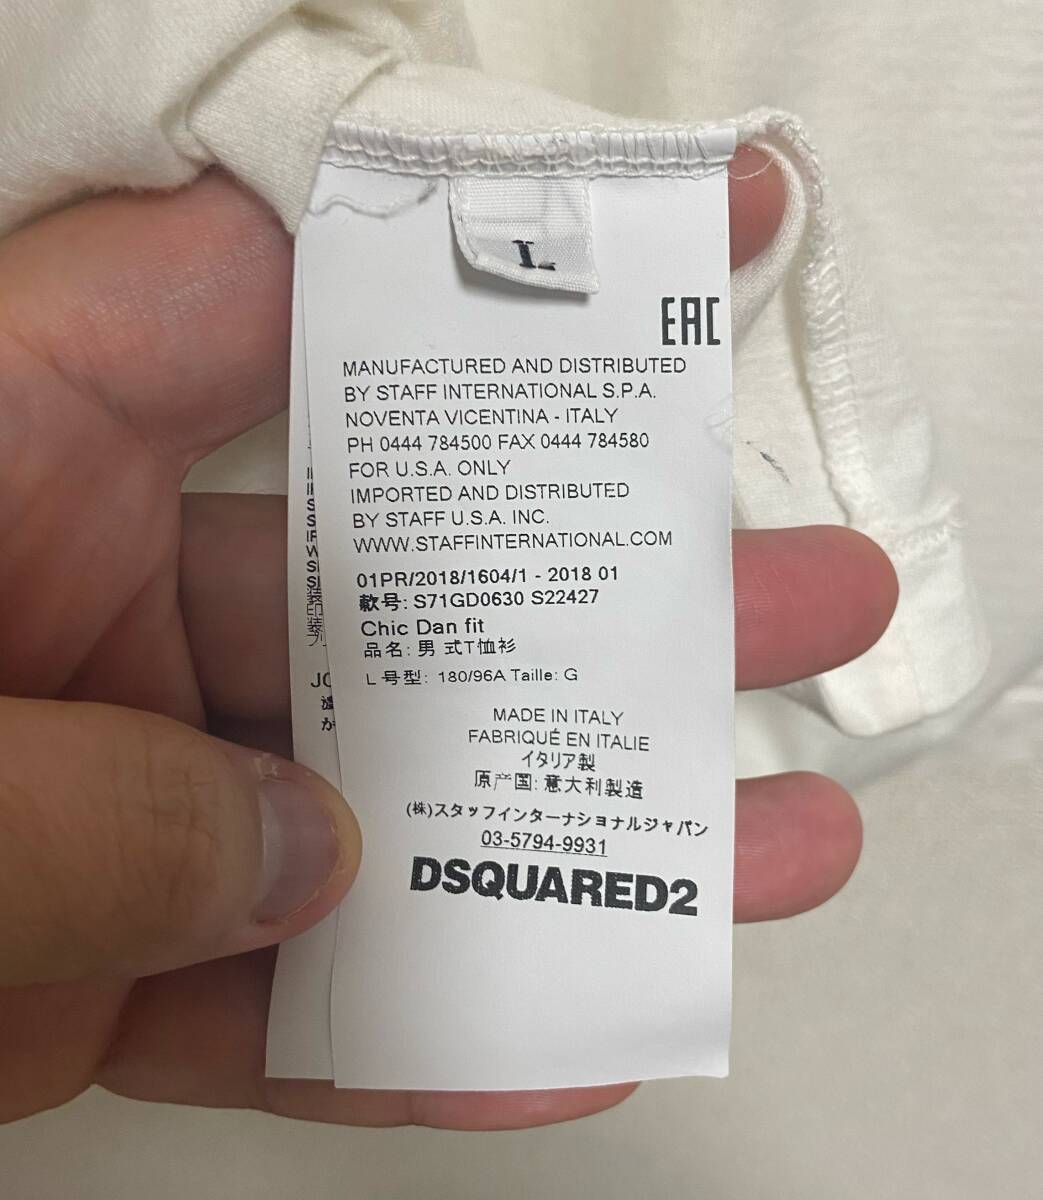 L
EAC
MANUFACTURED AND DISTRIBUTED
BY STAFF INTERNATIONAL S.P.A.
NOVENTA VICENTINA - ITALY
PH 0444 784500 FAX 0444 784580
FOR U.S.A. ONLY
IMPORTED AND DISTRIBUTED
BY STAFF U.S.A. INC.
WWW.STAFFINTERNATIONAL.COM
01PR/2018/1604/1 - 2018 01
款号: S71GD0630 S22427
Chic Dan fit
品名: 男 式T恤衫
L 号型: 180/96A Taille: G
MADE IN ITALY
FABRIQUÉ EN ITALIE
イタリア製
原产国: 意大利製造
(株)スタッフインターナショナルジャパン
03-5794-9931
DSQUARED2